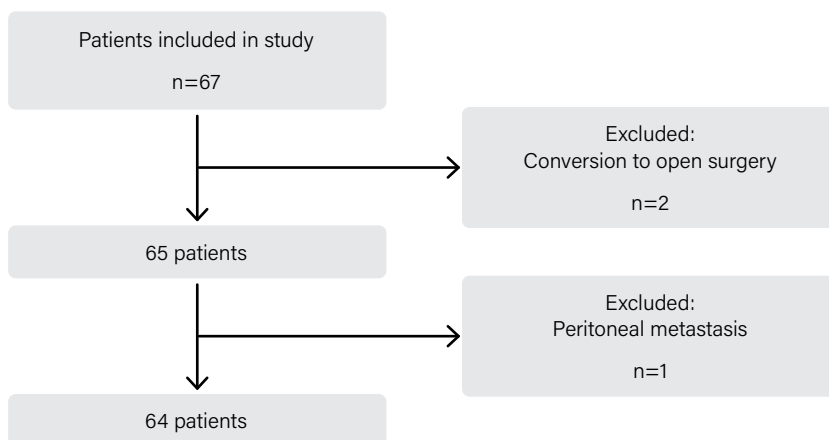 Patients included in study
n=67
Excluded:
Conversion to open surgery
n=2
65 patients
Excluded:
Peritoneal metastasis
n=1
64 patients